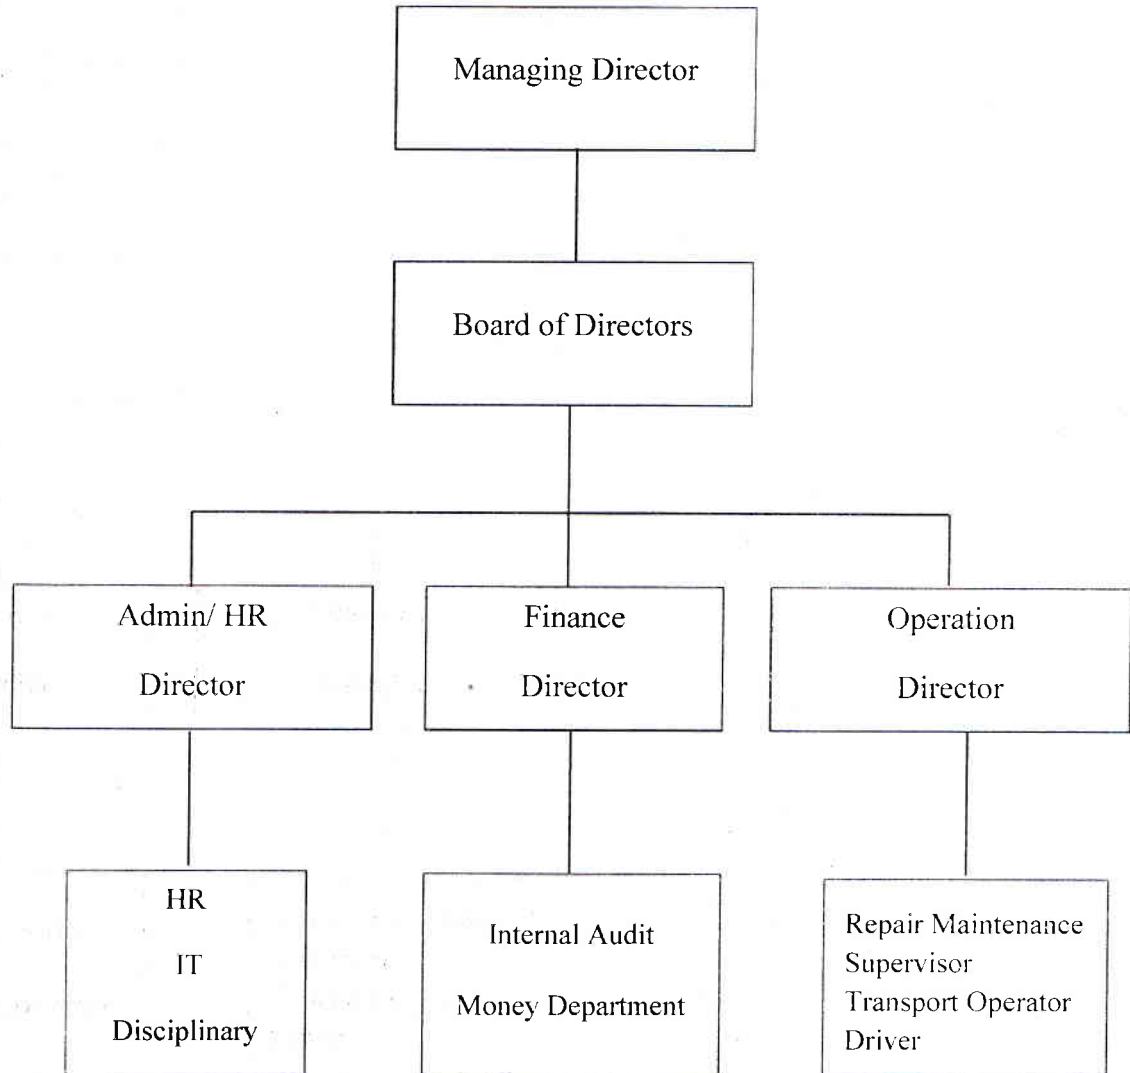 Managing Director
Board of Directors
Admin/ HR
Director
Finance
Director
Operation
Director
HR
IT
Disciplinary
Internal Audit
Money Department
Repair Maintenance
Supervisor
Transport Operator
Driver